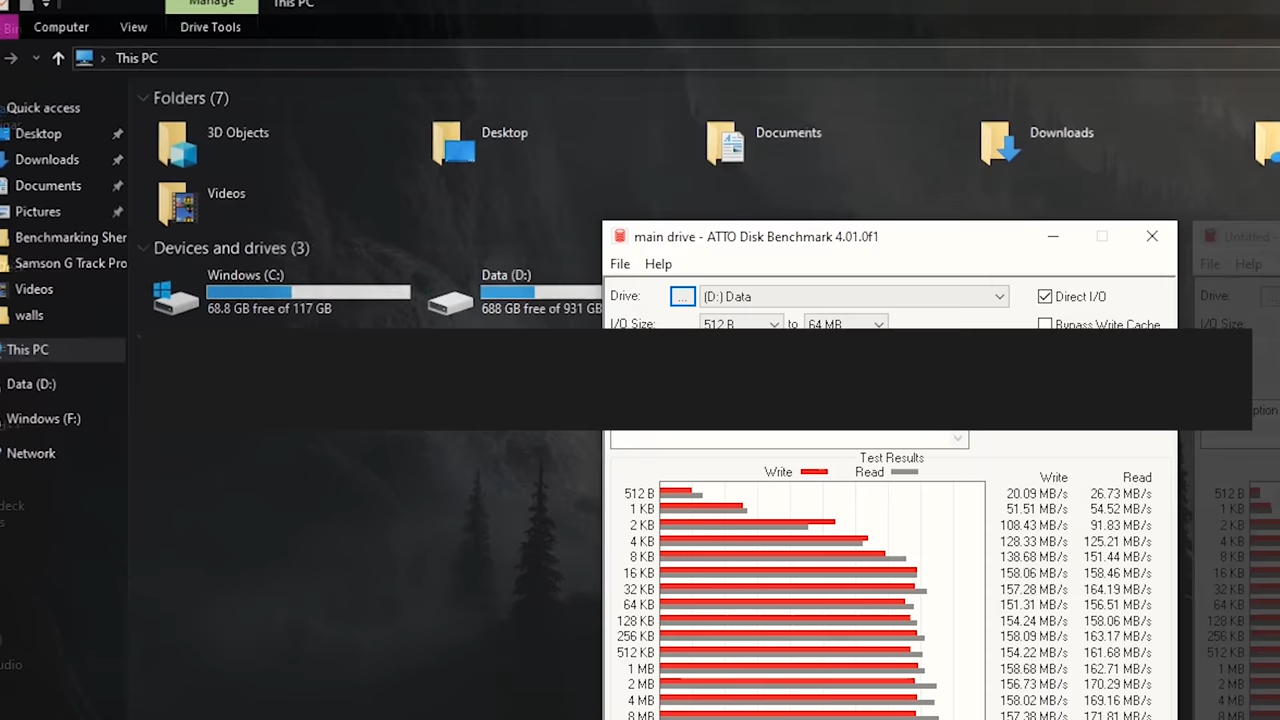 Manage
This PC
Computer
View
Drive Tools
This PC
Quick access
Desktop
Downloads
Documents
Pictures
Benchmarking Sher
Samson G Track Pro
Videos
walls
This PC
Data (D:)
Windows (F:)
Network
Folders (7)
3D Objects
Desktop
Documents
Downloads
Videos
Devices and drives (3)
Windows (C:)
68.8 GB free of 117 GB
Data (D:)
688 GB free of 931 GB
main drive - ATTO Disk Benchmark 4.01.0f1
File Help
Drive: ... (D:) Data
Direct I/O
I/O Size: 512 B to 64 MB
Bypass Write Cache
Test Results
Write Read
Write Read
512 B 20.09 MB/s 26.73 MB/s
1 KB 51.51 MB/s 54.52 MB/s
2 KB 108.43 MB/s 91.83 MB/s
4 KB 128.33 MB/s 125.21 MB/s
8 KB 138.68 MB/s 151.44 MB/s
16 KB 158.06 MB/s 158.46 MB/s
32 KB 157.28 MB/s 164.19 MB/s
64 KB 151.31 MB/s 156.51 MB/s
128 KB 154.24 MB/s 158.06 MB/s
256 KB 158.09 MB/s 163.17 MB/s
512 KB 154.22 MB/s 161.68 MB/s
1 MB 158.68 MB/s 162.71 MB/s
2 MB 156.73 MB/s 170.29 MB/s
4 MB 158.02 MB/s 169.16 MB/s
8 MB 157.38 MB/s 171.81 MB/s
Untitled -
File Help
Drive:
I/O Size:
ption
512 B
1 KB
2 KB
4 KB
8 KB
16 KB
32 KB
64 KB
128 KB
256 KB
512 KB
1 MB
2 MB
4 MB
8 MB